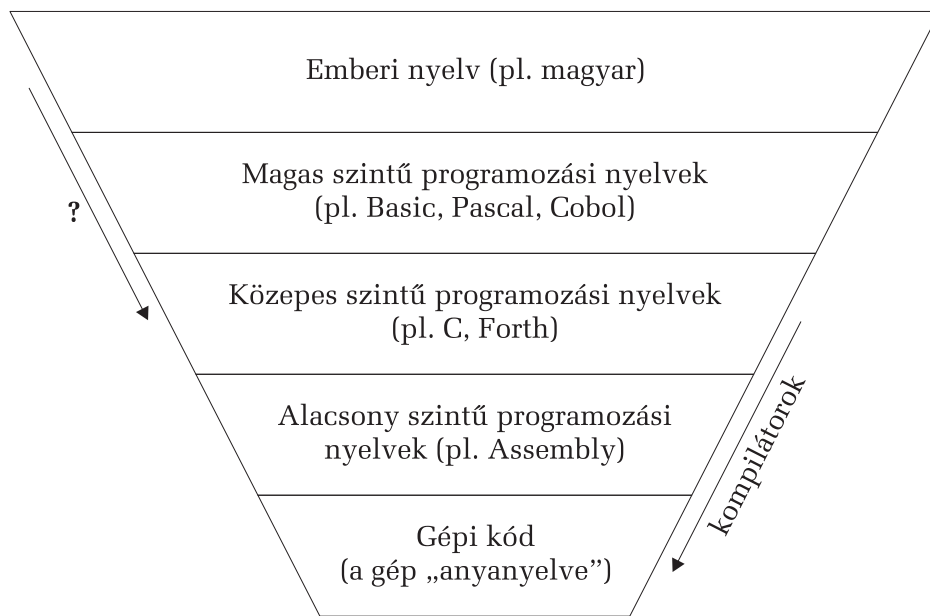 Emberi nyelv (pl. magyar)
Magas szintű programozási nyelvek
(pl. Basic, Pascal, Cobol)
?
Közepes szintű programozási nyelvek
(pl. C, Forth)
Alacsony szintű programozási
nyelvek (pl. Assembly)
kompilátorok
Gépi kód
(a gép „anyanyelve”)